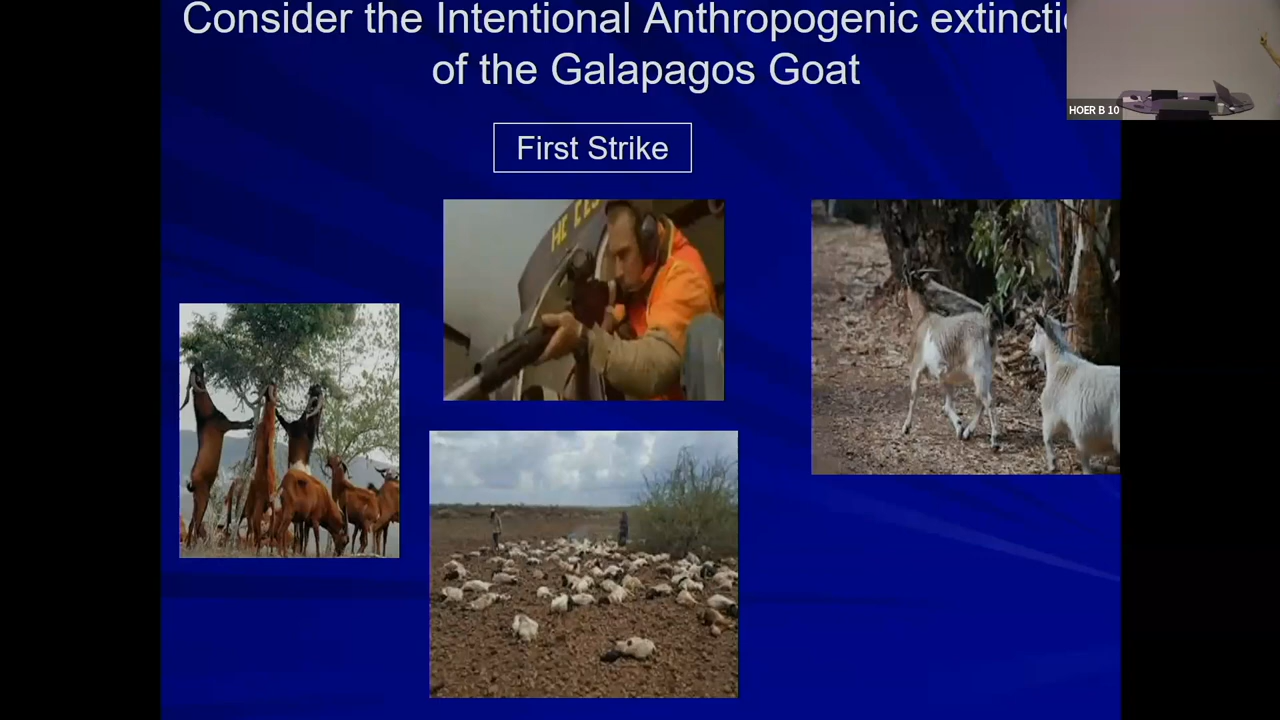 Consider the Intentional Anthropogenic extincti
of the Galapagos Goat
HOER B 10
First Strike